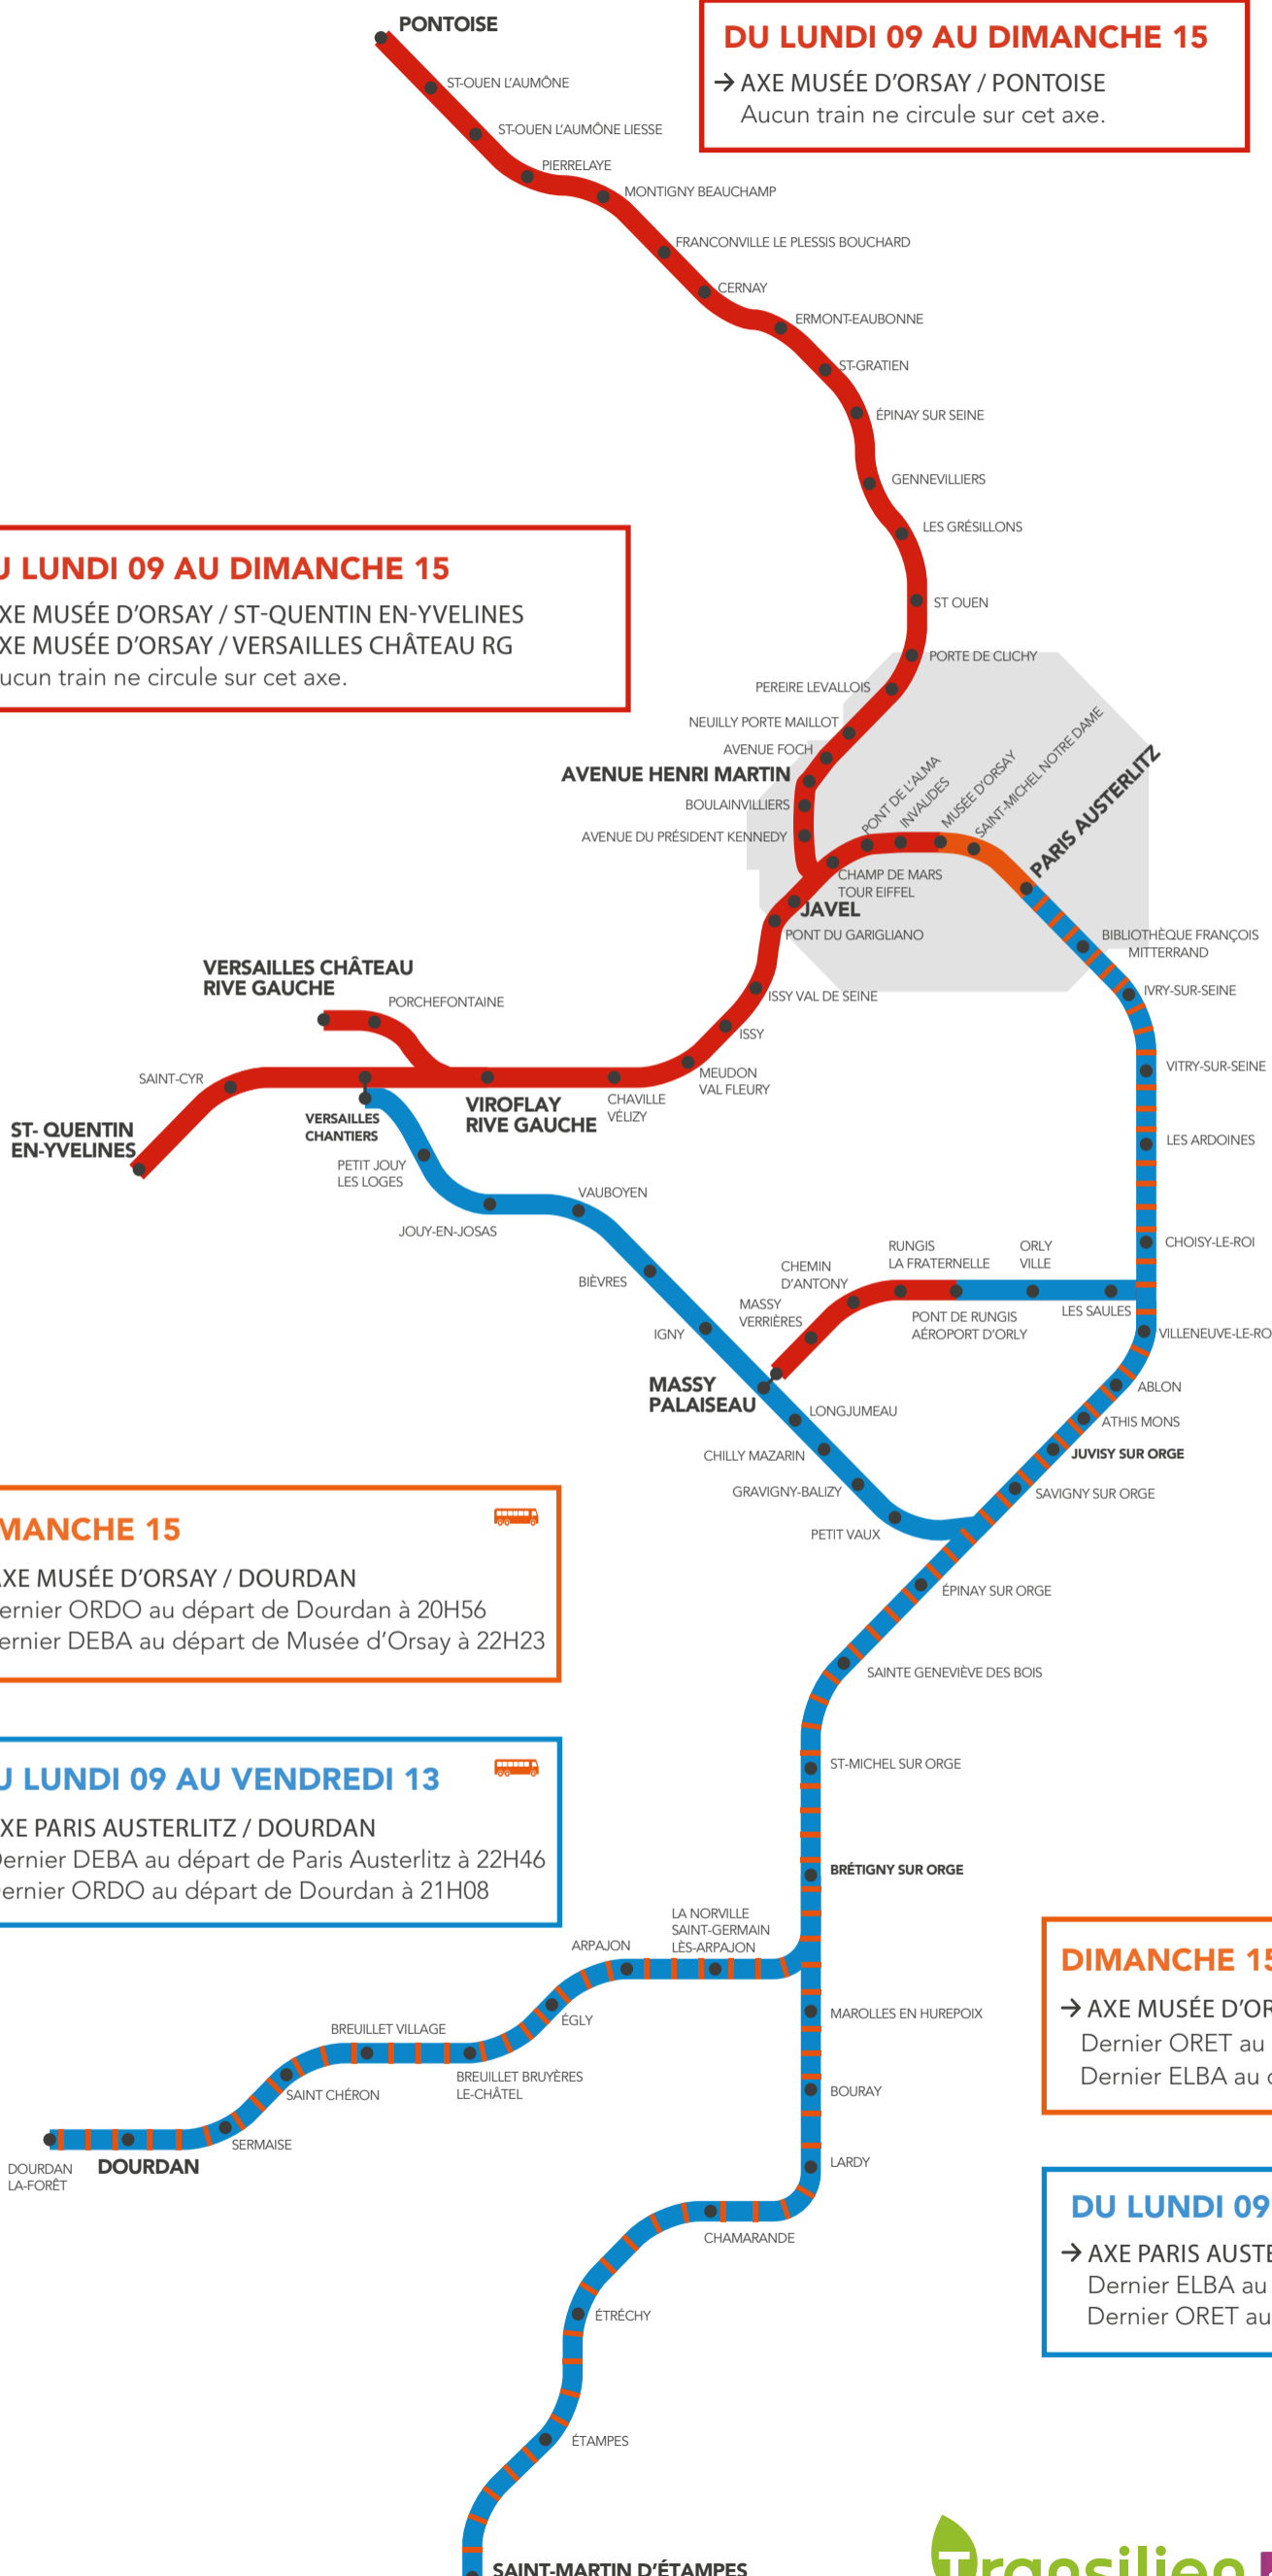 PONTOISE
DU LUNDI 09 AU DIMANCHE 15
→ AXE MUSÉE D'ORSAY / PONTOISE
Aucun train ne circule sur cet axe.
ST-OUEN L'AUMÔNE
ST-OUEN L'AUMÔNE LIESSE
PIERRELAYE
MONTIGNY BEAUCHAMP
FRANCONVILLE LE PLESSIS BOUCHARD
CERNAY
ERMONT-EAUBONNE
ST-GRATIEN
ÉPINAY SUR SEINE
GENNEVILLIERS
LES GRÉSILLONS
U LUNDI 09 AU DIMANCHE 15
XE MUSÉE D'ORSAY / ST-QUENTIN EN-YVELINES
XE MUSÉE D'ORSAY / VERSAILLES CHÂTEAU RG
ucun train ne circule sur cet axe.
ST OUEN
PORTE DE CLICHY
PEREIRE LEVALLOIS
NEUILLY PORTE MAILLOT
AVENUE FOCH
AVENUE HENRI MARTIN
BOULAINVILLIERS
AVENUE DU PRÉSIDENT KENNEDY
PONT DE L'ALMA
INVALIDES
MUSÉE D'ORSAY
SAINT-MICHEL NOTRE DAME
PARIS AUSTERLITZ
CHAMP DE MARS
TOUR EIFFEL
JAVEL
PONT DU GARIGLIANO
BIBLIOTHÈQUE FRANÇOIS
MITTERRAND
ISSY VAL DE SEINE
IVRY-SUR-SEINE
VERSAILLES CHÂTEAU
RIVE GAUCHE
PORCHEFONTAINE
ISSY
MEUDON
VAL FLEURY
VITRY-SUR-SEINE
SAINT-CYR
CHAVILLE
VÉLIZY
VIROFLAY
RIVE GAUCHE
VERSAILLES
CHANTIERS
ST- QUENTIN
EN-YVELINES
LES ARDOINES
PETIT JOUY
LES LOGES
VAUBOYEN
JOUY-EN-JOSAS
CHOISY-LE-ROI
RUNGIS
LA FRATERNELLE
ORLY
VILLE
CHEMIN
D'ANTONY
BIÈVRES
MASSY
VERRIÈRES
PONT DE RUNGIS
AÉROPORT D'ORLY
LES SAULES
IGNY
VILLENEUVE-LE-RO
MASSY
PALAISEAU
ABLON
LONGJUMEAU
ATHIS MONS
CHILLY MAZARIN
JUVISY SUR ORGE
GRAVIGNY-BALIZY
SAVIGNY SUR ORGE
PETIT VAUX
MANCHE 15
AXE MUSÉE D'ORSAY / DOURDAN
ernier ORDO au départ de Dourdan à 20H56
ernier DEBA au départ de Musée d'Orsay à 22H23
ÉPINAY SUR ORGE
SAINTE GENEVIÈVE DES BOIS
U LUNDI 09 AU VENDREDI 13
XE PARIS AUSTERLITZ / DOURDAN
Dernier DEBA au départ de Paris Austerlitz à 22H46
ernier ORDO au départ de Dourdan à 21H08
ST-MICHEL SUR ORGE
BRÉTIGNY SUR ORGE
LA NORVILLE
SAINT-GERMAIN
LÈS-ARPAJON
ARPAJON
DIMANCHE 15
→ AXE MUSÉE D'OR
Dernier ORET au
Dernier ELBA au
MAROLLES EN HUREPOIX
ÉGLY
BREUILLET VILLAGE
BREUILLET BRUYÈRES
LE-CHÂTEL
SAINT CHÉRON
BOURAY
SERMAISE
DOURDAN
LA-FORÊT
DOURDAN
LARDY
CHAMARANDE
DU LUNDI 09
→ AXE PARIS AUSTE
Dernier ELBA au
Dernier ORET au
ÉTRÉCHY
ÉTAMPES
SAINT-MARTIN D'ÉTAMPES
Transilien